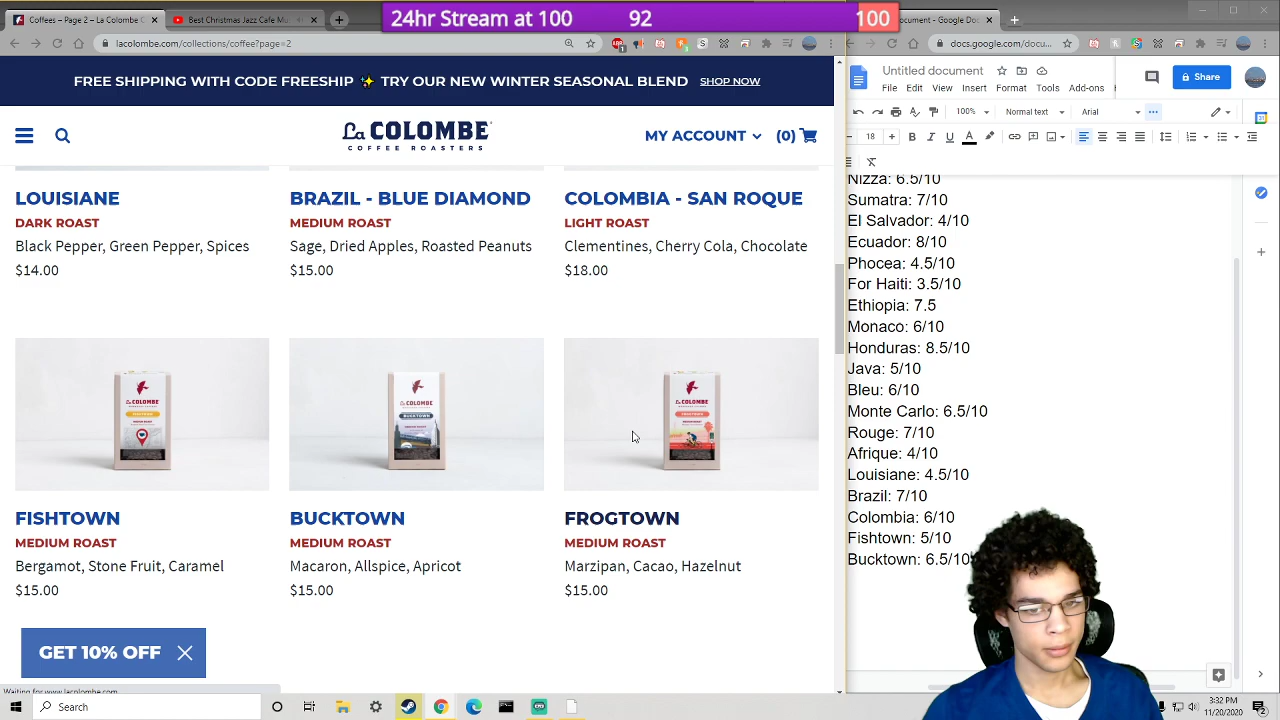 24hr Stream at 100 92 100
Page 2 - La Colombe C
Best Christmas Jazz Cafe Mu
document
lacolombe.com/collections/coffee?page=2
docs.google.com/document/d
FREE SHIPPING WITH CODE FREESHIP ✨ TRY OUR NEW WINTER SEASONAL BLEND SHOP NOW
Untitled document
Share
File Edit View Insert Format Tools Add-ons
La COLOMBE
COFFEE ROASTERS
MY ACCOUNT (0)
100% Normal text Arial
18
LOUISIANE
DARK ROAST
Black Pepper, Green Pepper, Spices
$14.00
BRAZIL - BLUE DIAMOND
MEDIUM ROAST
Sage, Dried Apples, Roasted Peanuts
$15.00
COLOMBIA - SAN ROQUE
LIGHT ROAST
Clementines, Cherry Cola, Chocolate
$18.00
FISHTOWN
MEDIUM ROAST
Bergamot, Stone Fruit, Caramel
$15.00
BUCKTOWN
MEDIUM ROAST
Macaron, Allspice, Apricot
$15.00
FROGTOWN
MEDIUM ROAST
Marzipan, Cacao, Hazelnut
$15.00
GET 10% OFF
Waiting for www.lacolombe.com
Nizza: 6.5/10
Sumatra: 7/10
El Salvador: 4/10
Ecuador: 8/10
Phocea: 4.5/10
For Haiti: 3.5/10
Ethiopia: 7.5
Monaco: 6/10
Honduras: 8.5/10
Java: 5/10
Bleu: 6/10
Monte Carlo: 6.5/10
Rouge: 7/10
Afrique: 4/10
Louisiane: 4.5/10
Brazil: 7/10
Colombia: 6/10
Fishtown: 5/10
Bucktown: 6.5/10
Search
3:32 PM
11/20/2020